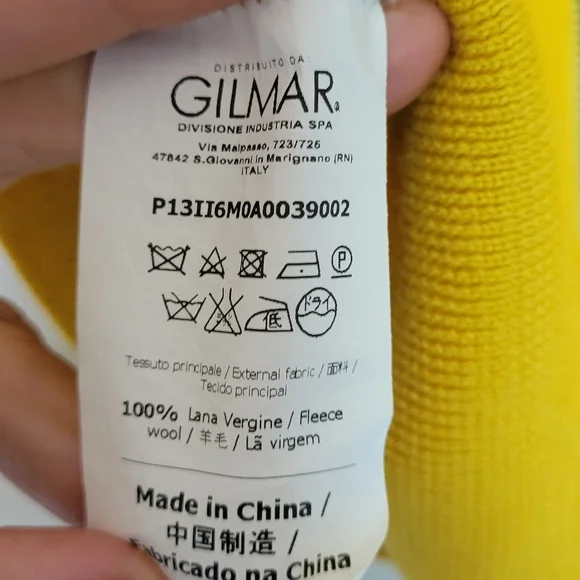 DISTRIBUITO DA:
GILMAR
DIVISIONE INDUSTRIA SPA
Via Malpasso, 723/725
47842 S.Giovanni in Marignano (RN)
ITALY
P13II6M0A0039002
P
低 ドライ
Tessuto principale / External fabric / 面料 /
Tecido principal
100% Lana Vergine / Fleece
wool / 羊毛 / Lã virgem
Made in China /
中国制造 /
Fabricado na China